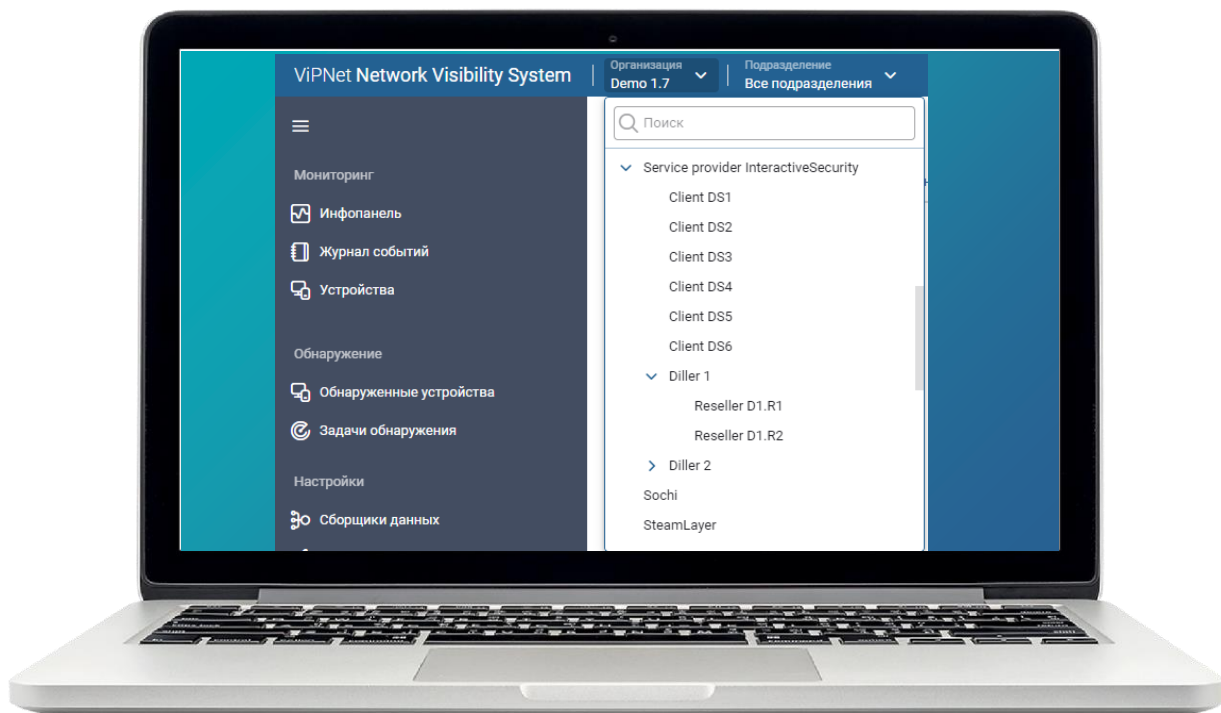 ViPNet Network Visibility System
Организация
Demo 1.7
Подразделение
Все подразделения
Поиск
Мониторинг
Инфопанель
Журнал событий
Устройства
Обнаружение
Обнаруженные устройства
Задачи обнаружения
Настройки
Сборщики данных
Service provider InteractiveSecurity
Client DS1
Client DS2
Client DS3
Client DS4
Client DS5
Client DS6
Diller 1
Reseller D1.R1
Reseller D1.R2
Diller 2
Sochi
SteamLayer